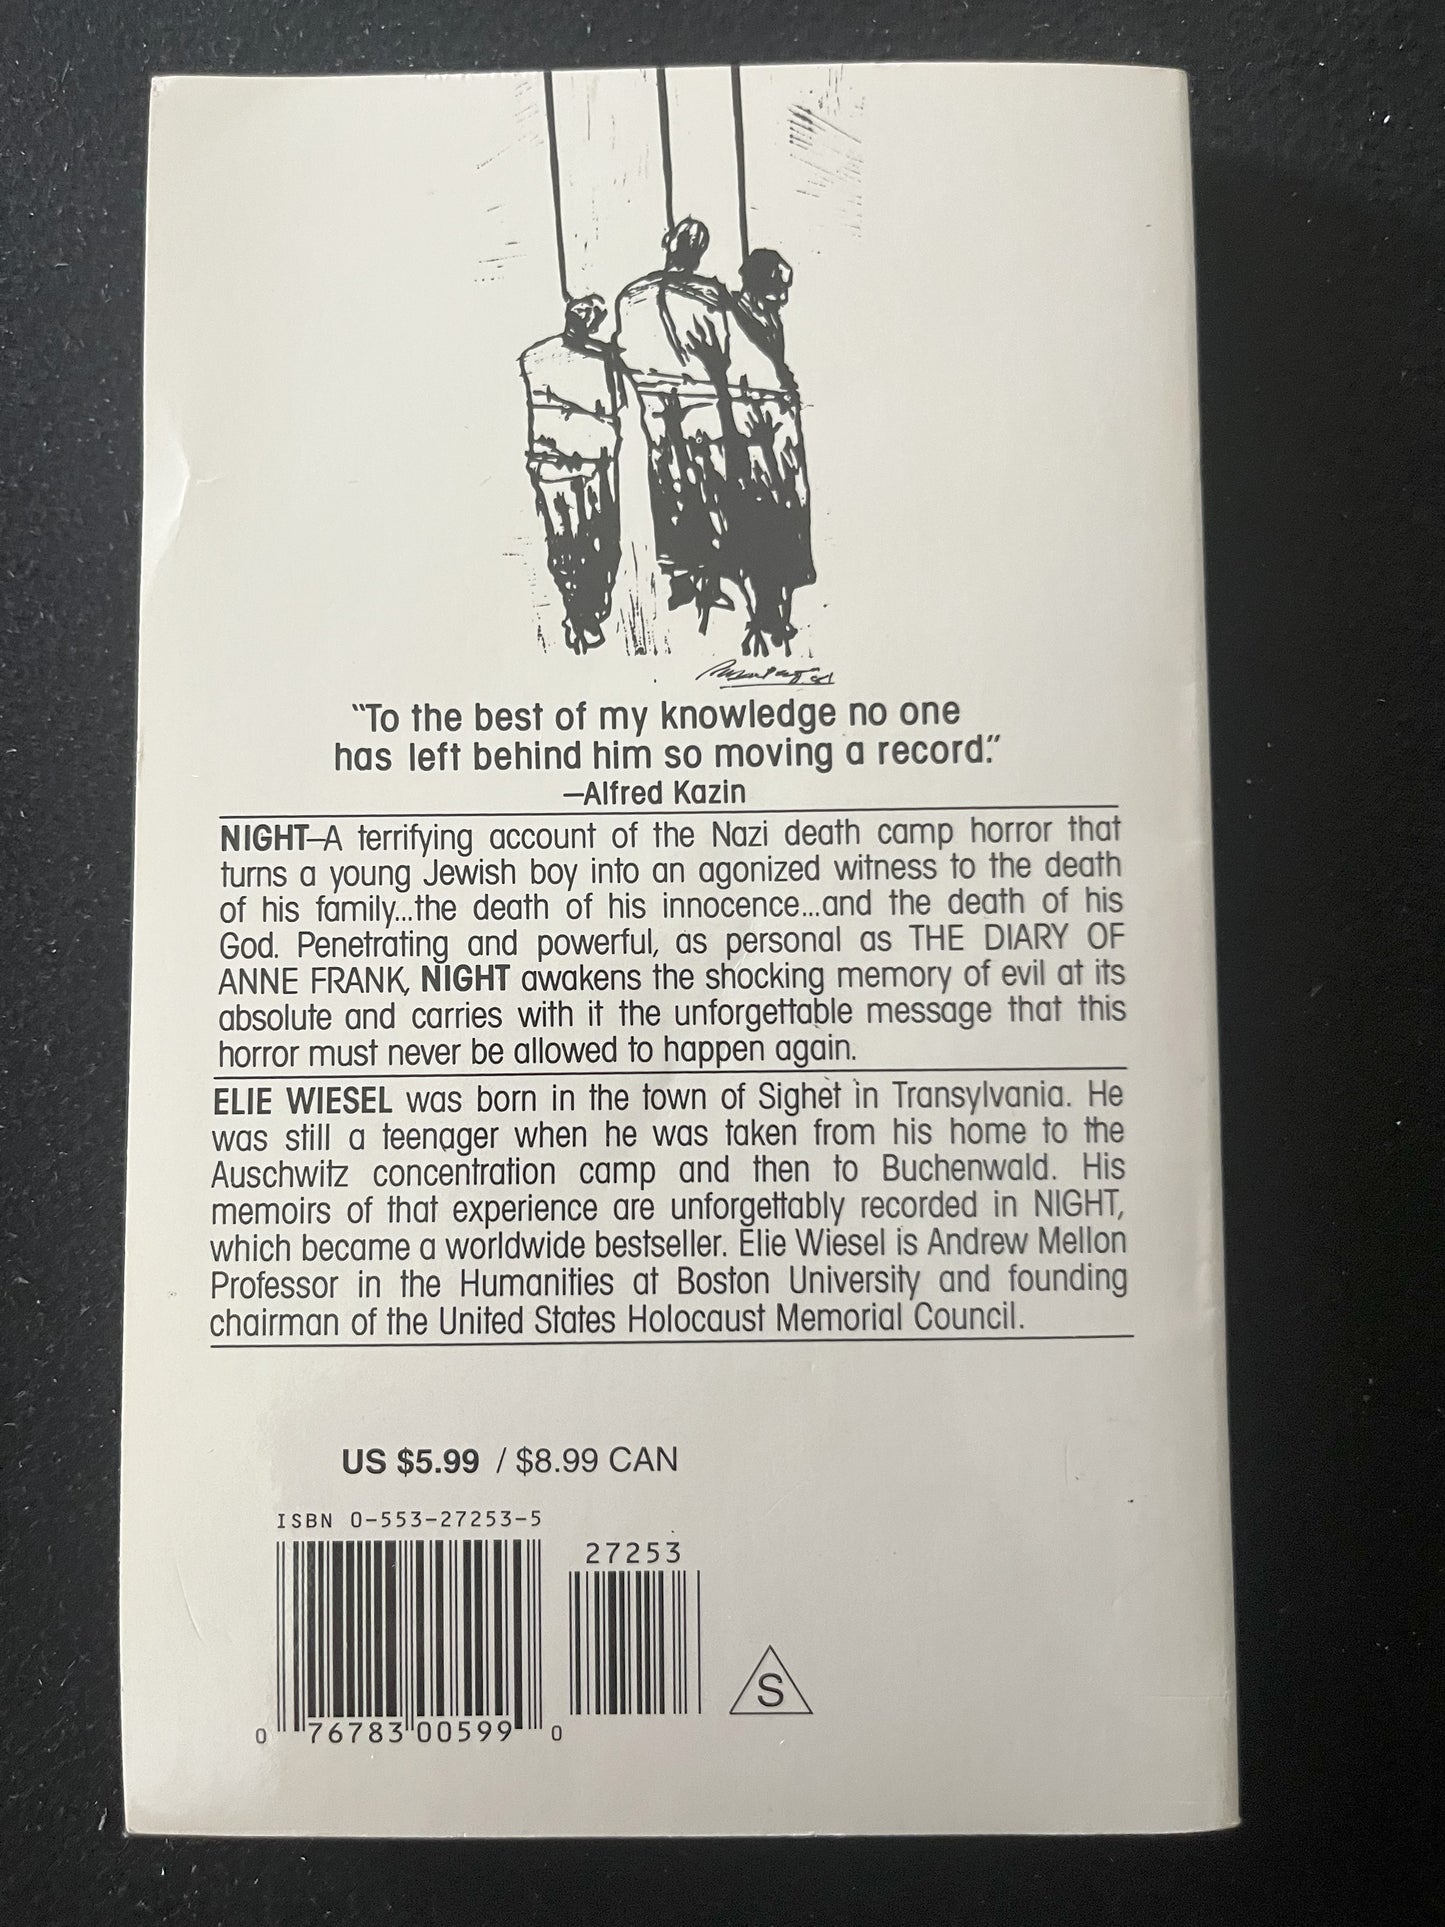 "To the best of my knowledge no one
has left behind him so moving a record."
—Alfred Kazin
NIGHT—A terrifying account of the Nazi death camp horror that
turns a young Jewish boy into an agonized witness to the death
of his family...the death of his innocence...and the death of his
God. Penetrating and powerful, as personal as THE DIARY OF
ANNE FRANK, NIGHT awakens the shocking memory of evil at its
absolute and carries with it the unforgettable message that this
horror must never be allowed to happen again.
ELIE WIESEL was born in the town of Sighet in Transylvania. He
was still a teenager when he was taken from his home to the
Auschwitz concentration camp and then to Buchenwald. His
memoirs of that experience are unforgettably recorded in NIGHT,
which became a worldwide bestseller. Elie Wiesel is Andrew Mellon
Professor in the Humanities at Boston University and founding
chairman of the United States Holocaust Memorial Council.
US $5.99 / $8.99 CAN
ISBN 0-553-27253-5
27253
0 76783 00599 0
S